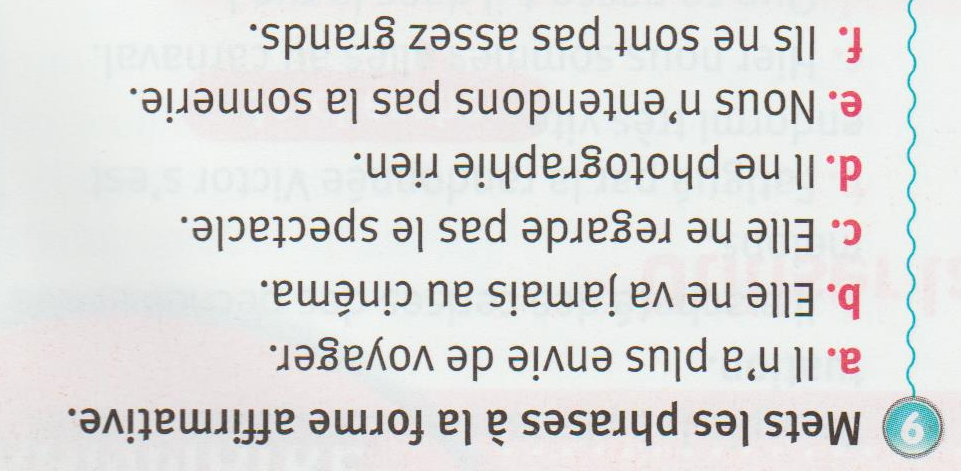 6 Mets les phrases à la forme affirmative.
a. Il n'a plus envie de voyager.
b. Elle ne va jamais au cinéma.
c. Elle ne regarde pas le spectacle.
d. Il ne photographie rien.
e. Nous n'entendons pas la sonnerie.
f. Ils ne sont pas assez grands.